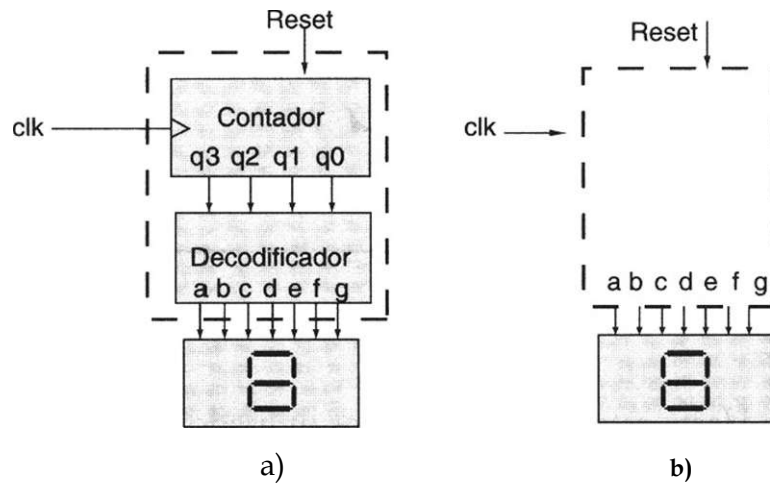 Reset
clk
Contador
q3 q2 q1 q0
Decodificador
a b c d e f g
a)
Reset
clk
a b c d e f g
b)